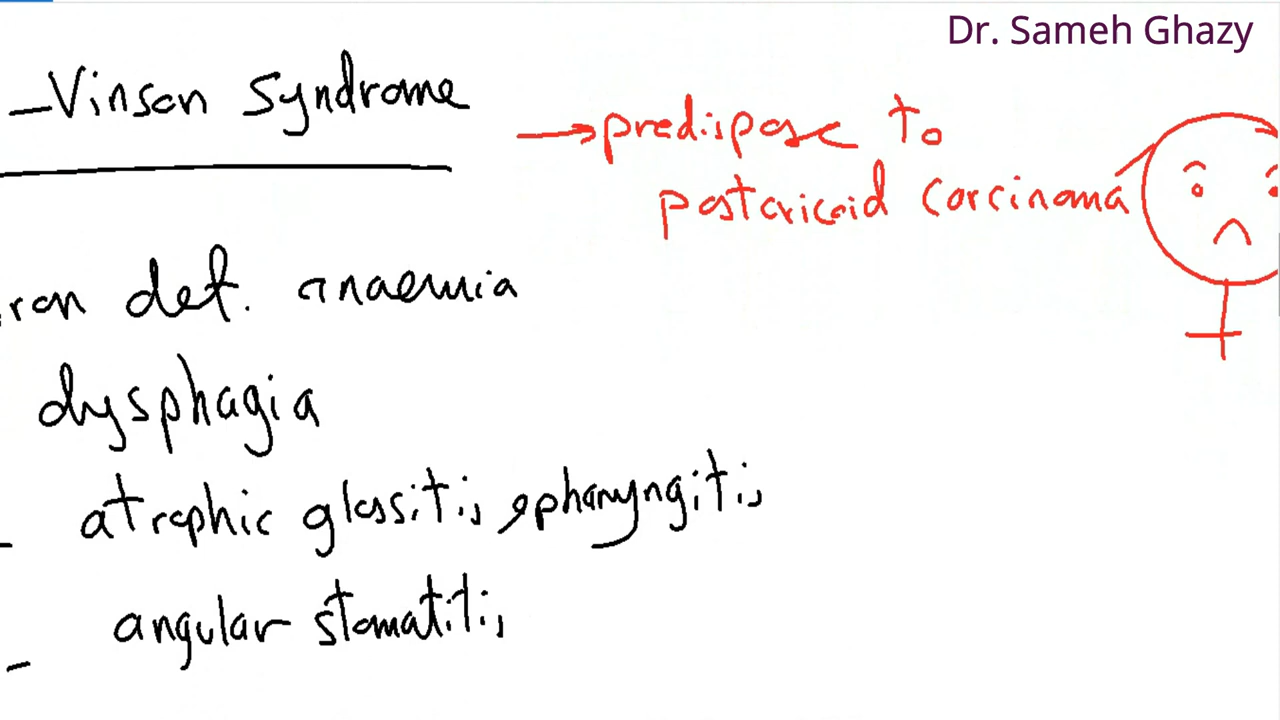 Dr. Sameh Ghazy
-Vinson Syndrome
→ predispose to
postcricoid carcinoma
ron def. anaemia
dysphagia
atrophic glossitis, pharyngitis
- angular stomatitis